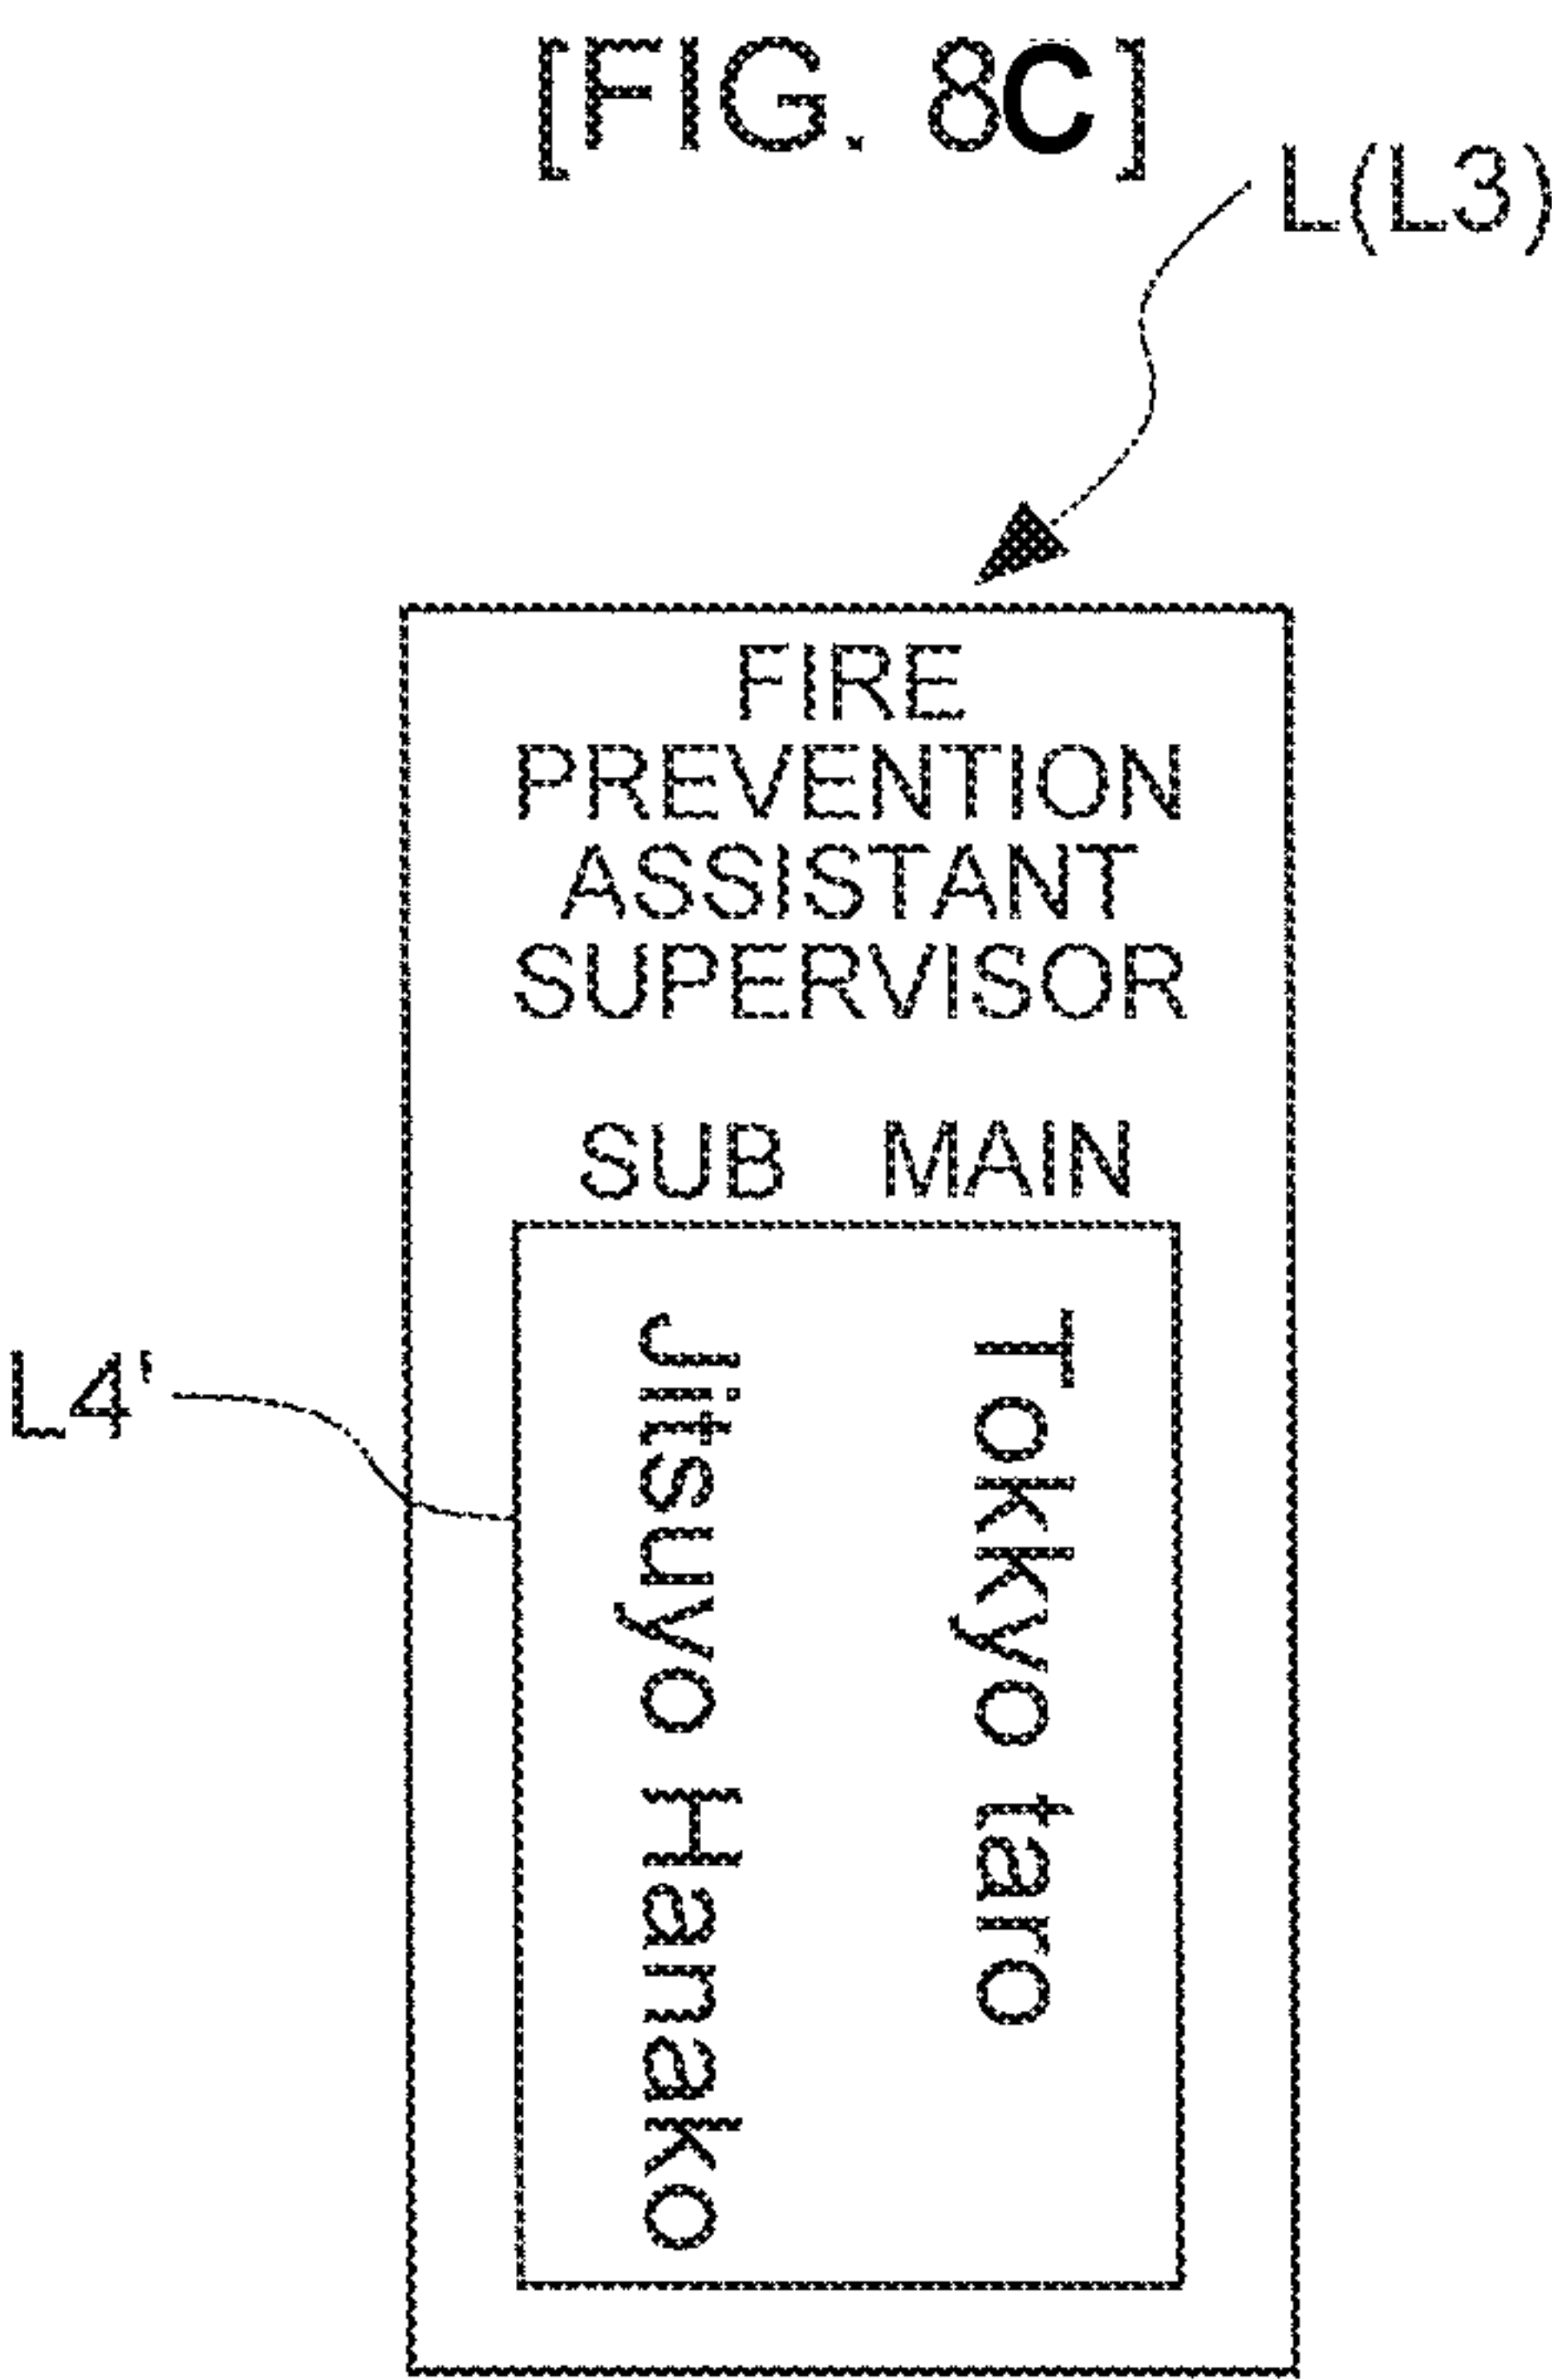 [FIG. 8C]
L(L3)
FIRE
PREVENTION
ASSISTANT
SUPERVISOR
SUB MAIN
L4'
Tokkyo taro
Jitsuyo Hanako